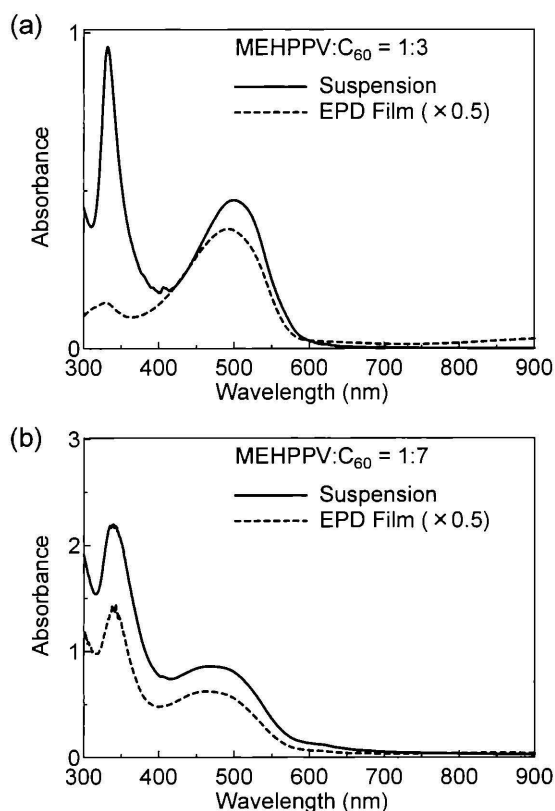 (a)
1
MEHPPV:C60 = 1:3
Suspension
EPD Film (×0.5)
Absorbance
0
300 400 500 600 700 800 900
Wavelength (nm)
(b)
3
MEHPPV:C60 = 1:7
Suspension
EPD Film (×0.5)
2
Absorbance
1
0
300 400 500 600 700 800 900
Wavelength (nm)